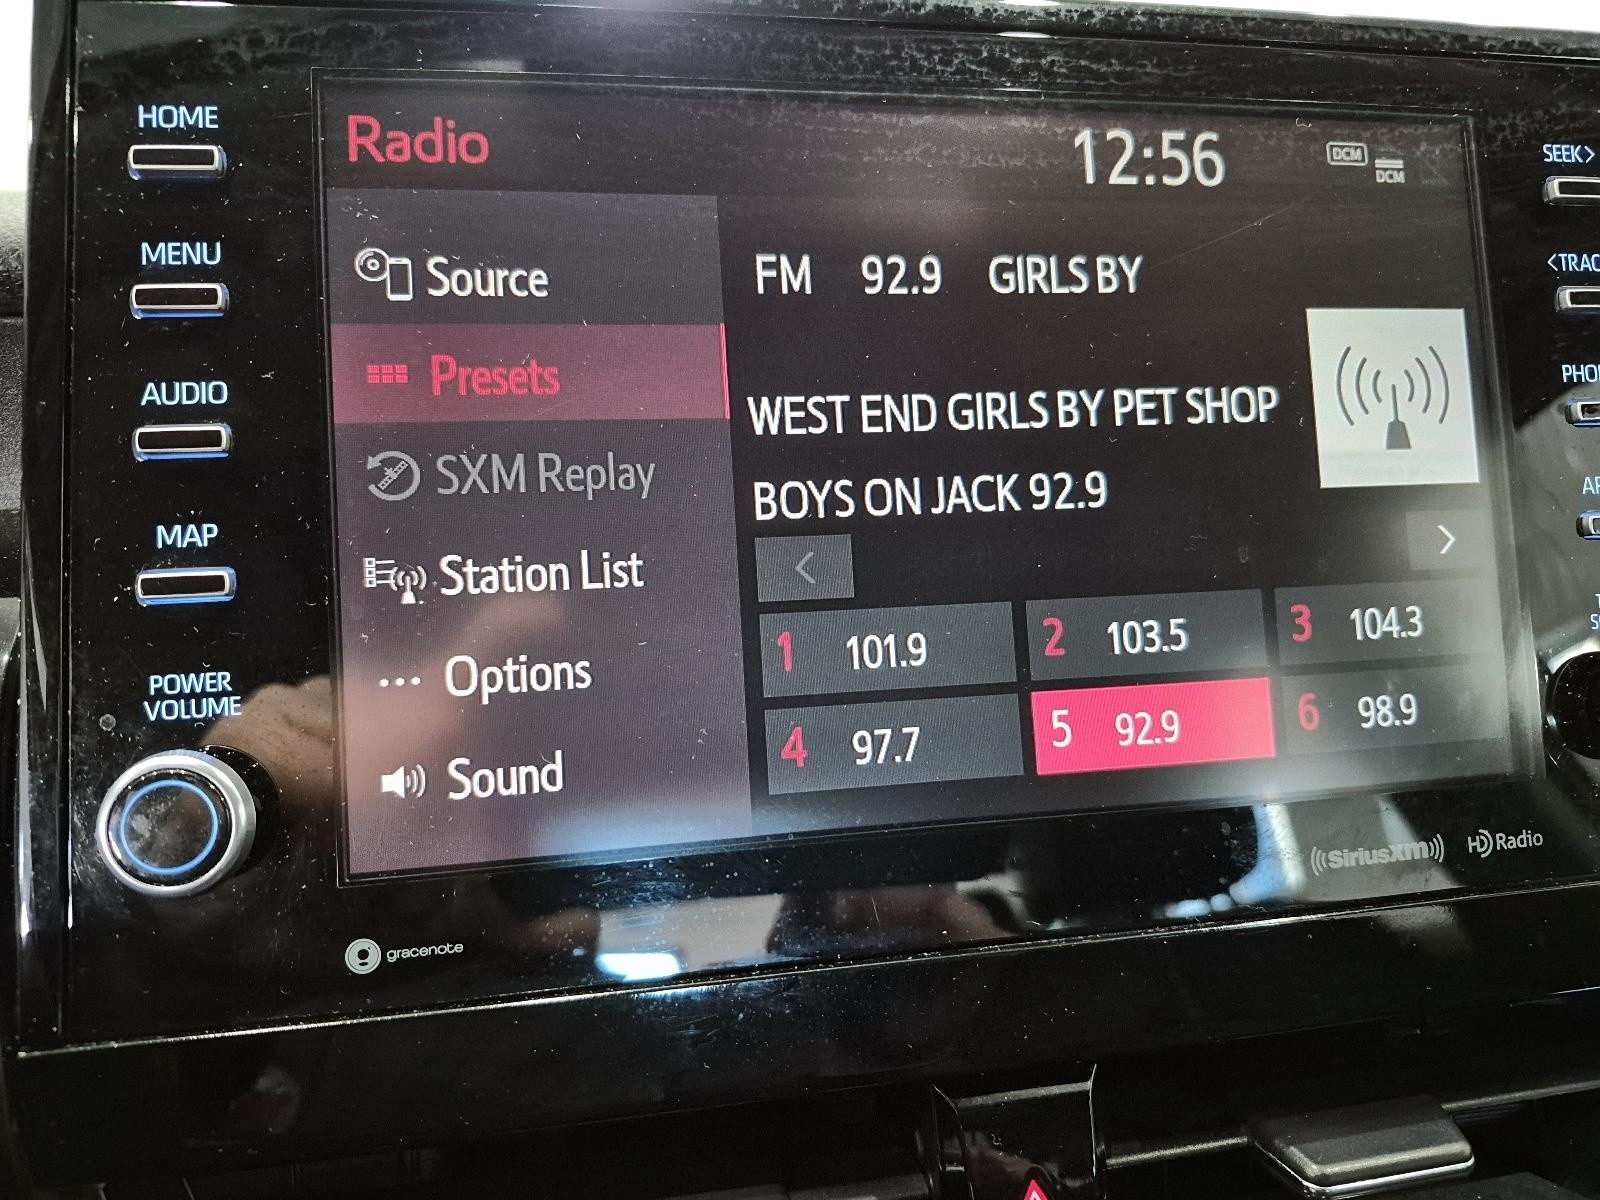 HOME
MENU
AUDIO
MAP
POWER
VOLUME
Radio
12:56
DCM
DCM
Source
Presets
SXM Replay
Station List
Options
Sound
FM 92.9 GIRLS BY
WEST END GIRLS BY PET SHOP
BOYS ON JACK 92.9
<
>
1 101.9
2 103.5
3 104.3
4 97.7
5 92.9
6 98.9
SEEK>
<TRAC
PHO
((SiriusXM))
HD Radio
gracenote